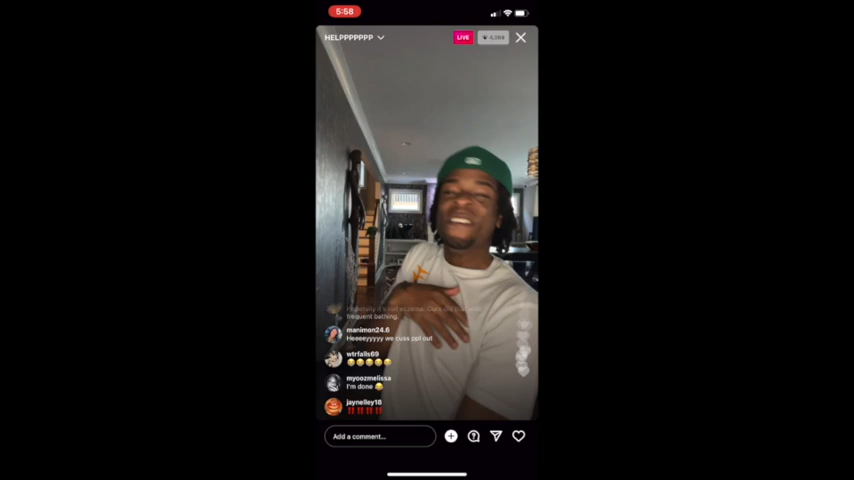 5:58
HELPPPPPPP
LIVE
frequent bathing.
manimon24.6
Heeeeyyyyy we cuss ppl out
wtrfalls69
😂😂😂😂😂
myoozmelissa
I'm done 😂
jaynelley18
‼️‼️‼️‼️
Add a comment...